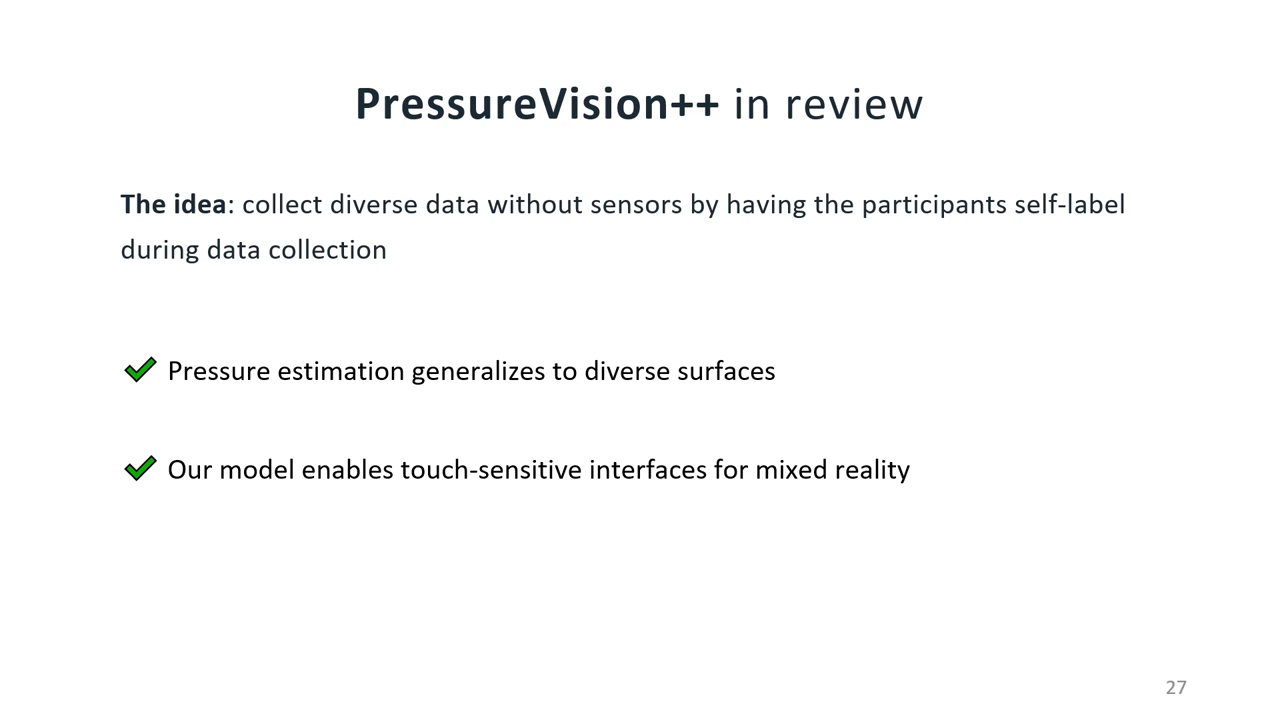 PressureVision++ in review
The idea: collect diverse data without sensors by having the participants self-label
during data collection
Pressure estimation generalizes to diverse surfaces
Our model enables touch-sensitive interfaces for mixed reality
27